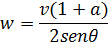 w = v(1 + a) / 2senθ